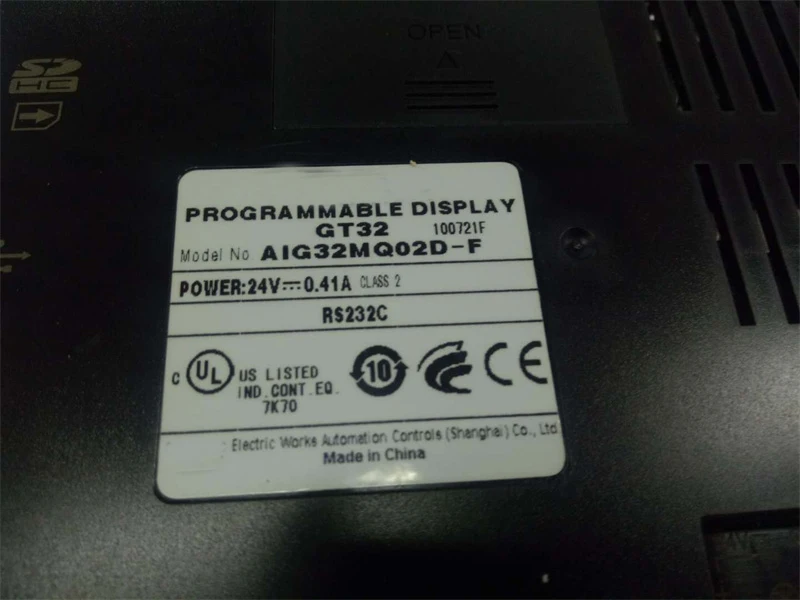 OPEN
SD
HC
PROGRAMMABLE DISPLAY
GT32 100721F
Model No AIG32MQ02D-F
POWER:24V⎓0.41A CLASS 2
RS232C
C UL US LISTED
IND.CONT.EQ.
7K70
10
CE
Electric Works Automation Controls (Shanghai) Co., Ltd
Made in China